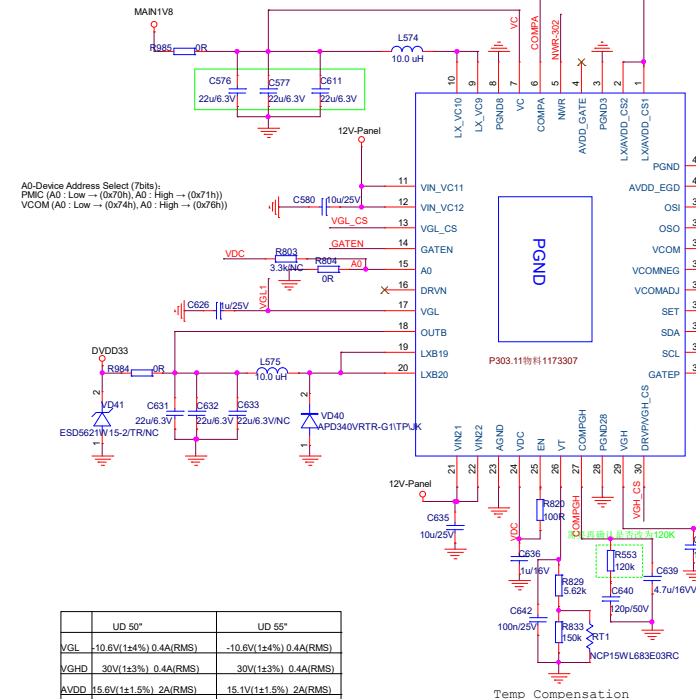 MAIN1V8
R985 0R
L574
10.0 uH
C576
22u/6.3V
C577
22u/6.3V
C611
22u/6.3V
VC
COMPA
NWR-302
10
9
8
7
6
5
4
3
2
1
LX_VC10
LX_VC9
PGND8
VC
COMPA
NWR
AVDD_GATE
PGND3
LX/AVDD_CS2
LX/AVDD_CS1
12V-Panel
A0-Device Address Select (7bits):
PMIC (A0 : Low → (0x70h), A0 : High → (0x71h))
VCOM (A0 : Low → (0x74h), A0 : High → (0x76h))
C580 10u/25V
VGL_CS
GATEN
VDC
R803
3.3k/NC
R804
0R
A0
C626 1u/25V
VGL1
11 VIN_VC11
12 VIN_VC12
13 VGL_CS
14 GATEN
15 A0
16 DRVN
17 VGL
18 OUTB
19 LXB19
20 LXB20
PGND
PGND
AVDD_EGD
OSI
OSO
VCOM
VCOMNEG
VCOMADJ
SET
SDA
SCL
GATEP
P303.11物料1173307
DVDD33
R984 0R
L575
10.0 uH
2
VD41
1
ESD5621W15-2/TR/NC
C631
22u/6.3V
C632
22u/6.3V
C633
22u/6.3V/NC
2
VD40
1
APD340VRTR-G1\TP\JK
VIN21
VIN22
AGND
VDC
EN
VT
COMPGH
PGND28
VGH
DRVP/VGH_CS
21
22
23
24
25
26
27
28
29
30
12V-Panel
C635
10u/25V
VDC
R820
100R
COMPGH
VGH_CS
C636
1u/16V
R829
5.62k
C642
100n/25V
R833
150k
RT1
NCP15WL683E03RC
R553
120k
C640
120p/50V
C639
4.7u/16VV
Temp Compensation
UD 50" UD 55"
VGL -10.6V(1±4%) 0.4A(RMS) -10.6V(1±4%) 0.4A(RMS)
VGHD 30V(1±3%) 0.4A(RMS) 30V(1±3%) 0.4A(RMS)
AVDD 15.6V(1±1.5%) 2A(RMS) 15.1V(1±1.5%) 2A(RMS)